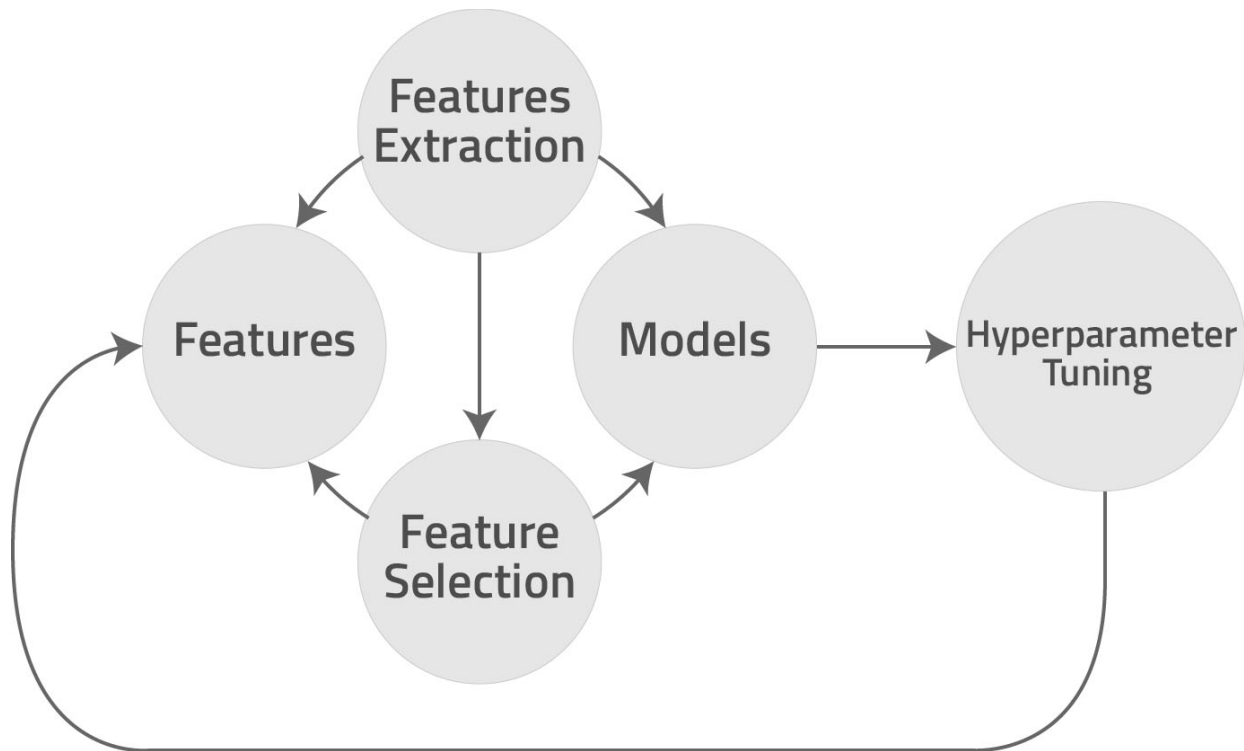 Features
Extraction
Features
Models
Hyperparameter
Tuning
Feature
Selection